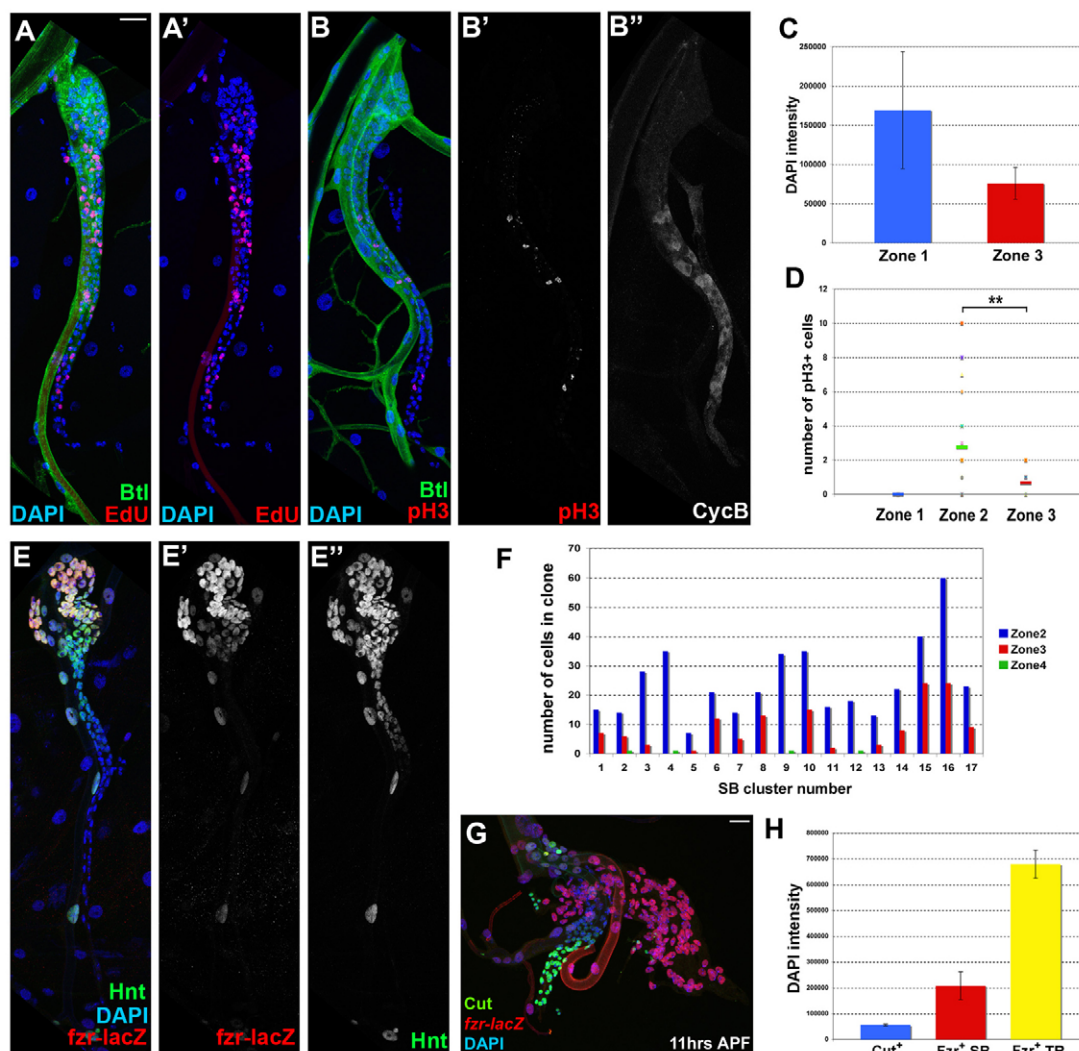 A
A'
B
B'
B"
C
Btl
DAPI EdU
DAPI EdU
Btl
DAPI pH3
pH3
CycB
DAPI intensity
250000
200000
150000
100000
50000
0
Zone 1 Zone 3
D
number of pH3+ cells
12
10
8
6
4
2
0
**
Zone 1 Zone 2 Zone 3
E
E'
E"
Hnt
DAPI
fzr-lacZ
fzr-lacZ
Hnt
F
number of cells in clone
70
60
50
40
30
20
10
0
1 2 3 4 5 6 7 8 9 10 11 12 13 14 15 16 17
SB cluster number
Zone2
Zone3
Zone4
G
Cut
fzr-lacZ
DAPI
11hrs APF
H
DAPI intensity
800000
700000
600000
500000
400000
300000
200000
100000
0
Cut+ Fzr+ SB Fzr+ TR